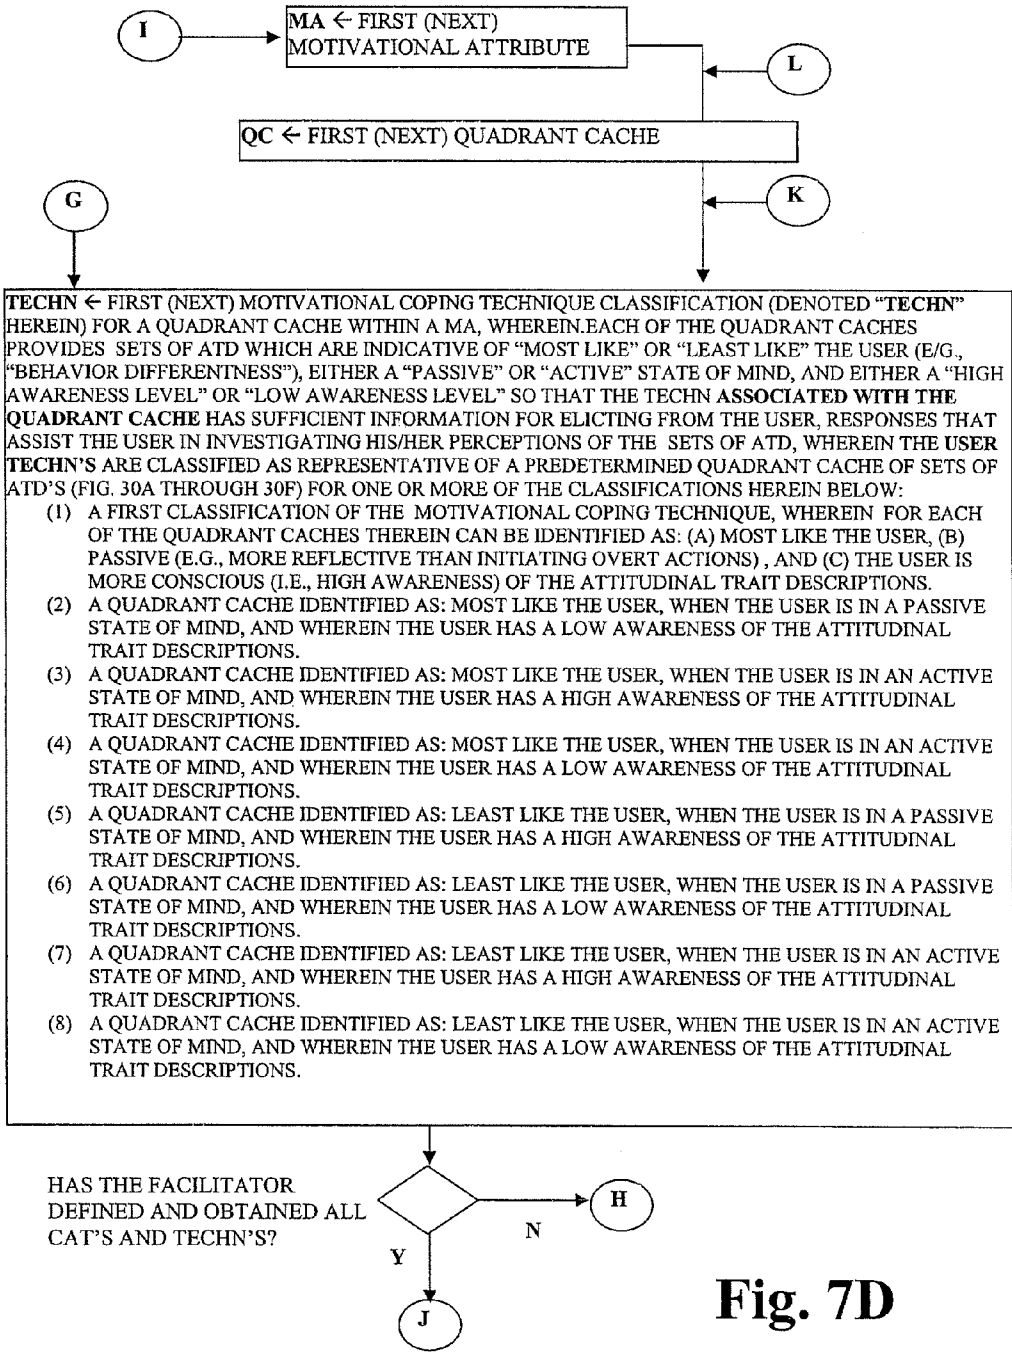 I
MA ← FIRST (NEXT)
MOTIVATIONAL ATTRIBUTE
L
QC ← FIRST (NEXT) QUADRANT CACHE
G
K
TECHN ← FIRST (NEXT) MOTIVATIONAL COPING TECHNIQUE CLASSIFICATION (DENOTED “TECHN”
HEREIN) FOR A QUADRANT CACHE WITHIN A MA, WHEREIN.EACH OF THE QUADRANT CACHES
PROVIDES SETS OF ATD WHICH ARE INDICATIVE OF “MOST LIKE” OR “LEAST LIKE” THE USER (E/G.,
“BEHAVIOR DIFFERENTNESS”), EITHER A “PASSIVE” OR “ACTIVE” STATE OF MIND, AND EITHER A “HIGH
AWARENESS LEVEL” OR “LOW AWARENESS LEVEL” SO THAT THE TECHN ASSOCIATED WITH THE
QUADRANT CACHE HAS SUFFICIENT INFORMATION FOR ELICTING FROM THE USER, RESPONSES THAT
ASSIST THE USER IN INVESTIGATING HIS/HER PERCEPTIONS OF THE SETS OF ATD, WHEREIN THE USER
TECHN'S ARE CLASSIFIED AS REPRESENTATIVE OF A PREDETERMINED QUADRANT CACHE OF SETS OF
ATD'S (FIG. 30A THROUGH 30F) FOR ONE OR MORE OF THE CLASSIFICATIONS HEREIN BELOW:
(1) A FIRST CLASSIFICATION OF THE MOTIVATIONAL COPING TECHNIQUE, WHEREIN FOR EACH
OF THE QUADRANT CACHES THEREIN CAN BE IDENTIFIED AS: (A) MOST LIKE THE USER, (B)
PASSIVE (E.G., MORE REFLECTIVE THAN INITIATING OVERT ACTIONS) , AND (C) THE USER IS
MORE CONSCIOUS (I.E., HIGH AWARENESS) OF THE ATTITUDINAL TRAIT DESCRIPTIONS.
(2) A QUADRANT CACHE IDENTIFIED AS: MOST LIKE THE USER, WHEN THE USER IS IN A PASSIVE
STATE OF MIND, AND WHEREIN THE USER HAS A LOW AWARENESS OF THE ATTITUDINAL
TRAIT DESCRIPTIONS.
(3) A QUADRANT CACHE IDENTIFIED AS: MOST LIKE THE USER, WHEN THE USER IS IN AN ACTIVE
STATE OF MIND, AND WHEREIN THE USER HAS A HIGH AWARENESS OF THE ATTITUDINAL
TRAIT DESCRIPTIONS.
(4) A QUADRANT CACHE IDENTIFIED AS: MOST LIKE THE USER, WHEN THE USER IS IN AN ACTIVE
STATE OF MIND, AND WHEREIN THE USER HAS A LOW AWARENESS OF THE ATTITUDINAL
TRAIT DESCRIPTIONS.
(5) A QUADRANT CACHE IDENTIFIED AS: LEAST LIKE THE USER, WHEN THE USER IS IN A PASSIVE
STATE OF MIND, AND WHEREIN THE USER HAS A HIGH AWARENESS OF THE ATTITUDINAL
TRAIT DESCRIPTIONS.
(6) A QUADRANT CACHE IDENTIFIED AS: LEAST LIKE THE USER, WHEN THE USER IS IN A PASSIVE
STATE OF MIND, AND WHEREIN THE USER HAS A LOW AWARENESS OF THE ATTITUDINAL
TRAIT DESCRIPTIONS.
(7) A QUADRANT CACHE IDENTIFIED AS: LEAST LIKE THE USER, WHEN THE USER IS IN AN ACTIVE
STATE OF MIND, AND WHEREIN THE USER HAS A HIGH AWARENESS OF THE ATTITUDINAL
TRAIT DESCRIPTIONS.
(8) A QUADRANT CACHE IDENTIFIED AS: LEAST LIKE THE USER, WHEN THE USER IS IN AN ACTIVE
STATE OF MIND, AND WHEREIN THE USER HAS A LOW AWARENESS OF THE ATTITUDINAL
TRAIT DESCRIPTIONS.
HAS THE FACILITATOR
DEFINED AND OBTAINED ALL
CAT'S AND TECHN'S?
H
N
Y
J
Fig. 7D